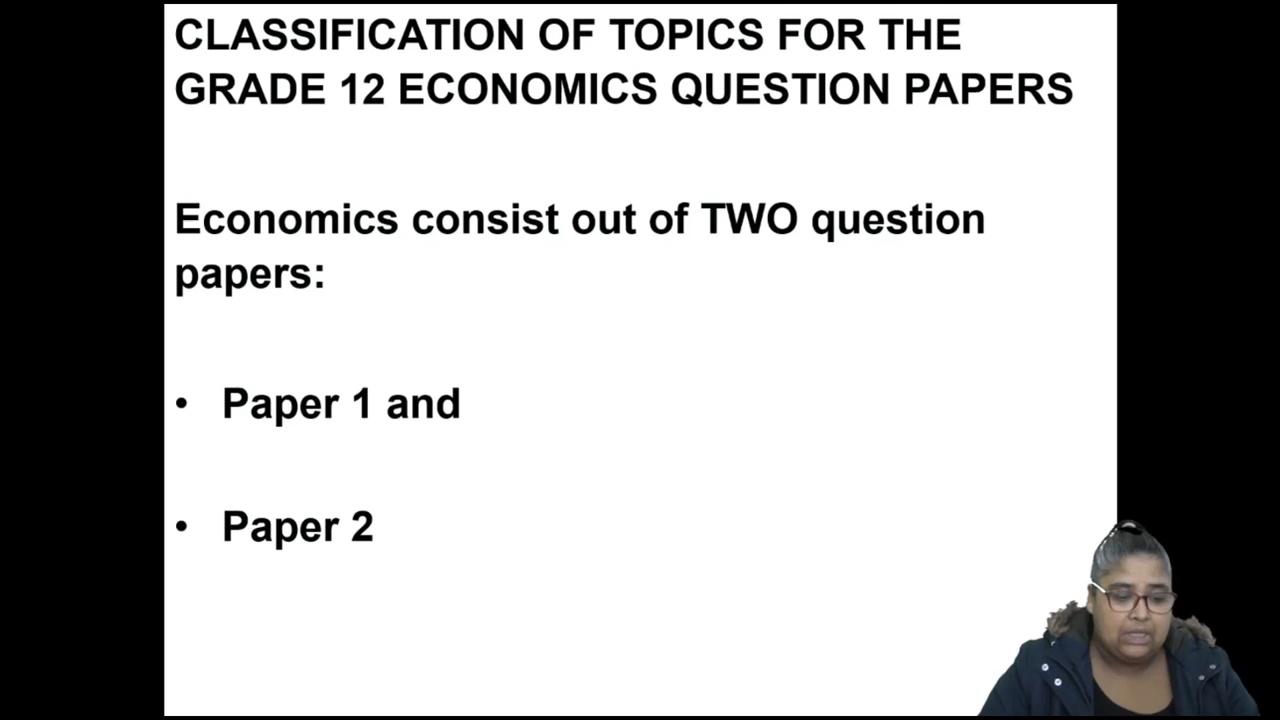 CLASSIFICATION OF TOPICS FOR THE
GRADE 12 ECONOMICS QUESTION PAPERS
Economics consist out of TWO question
papers:
• Paper 1 and
• Paper 2